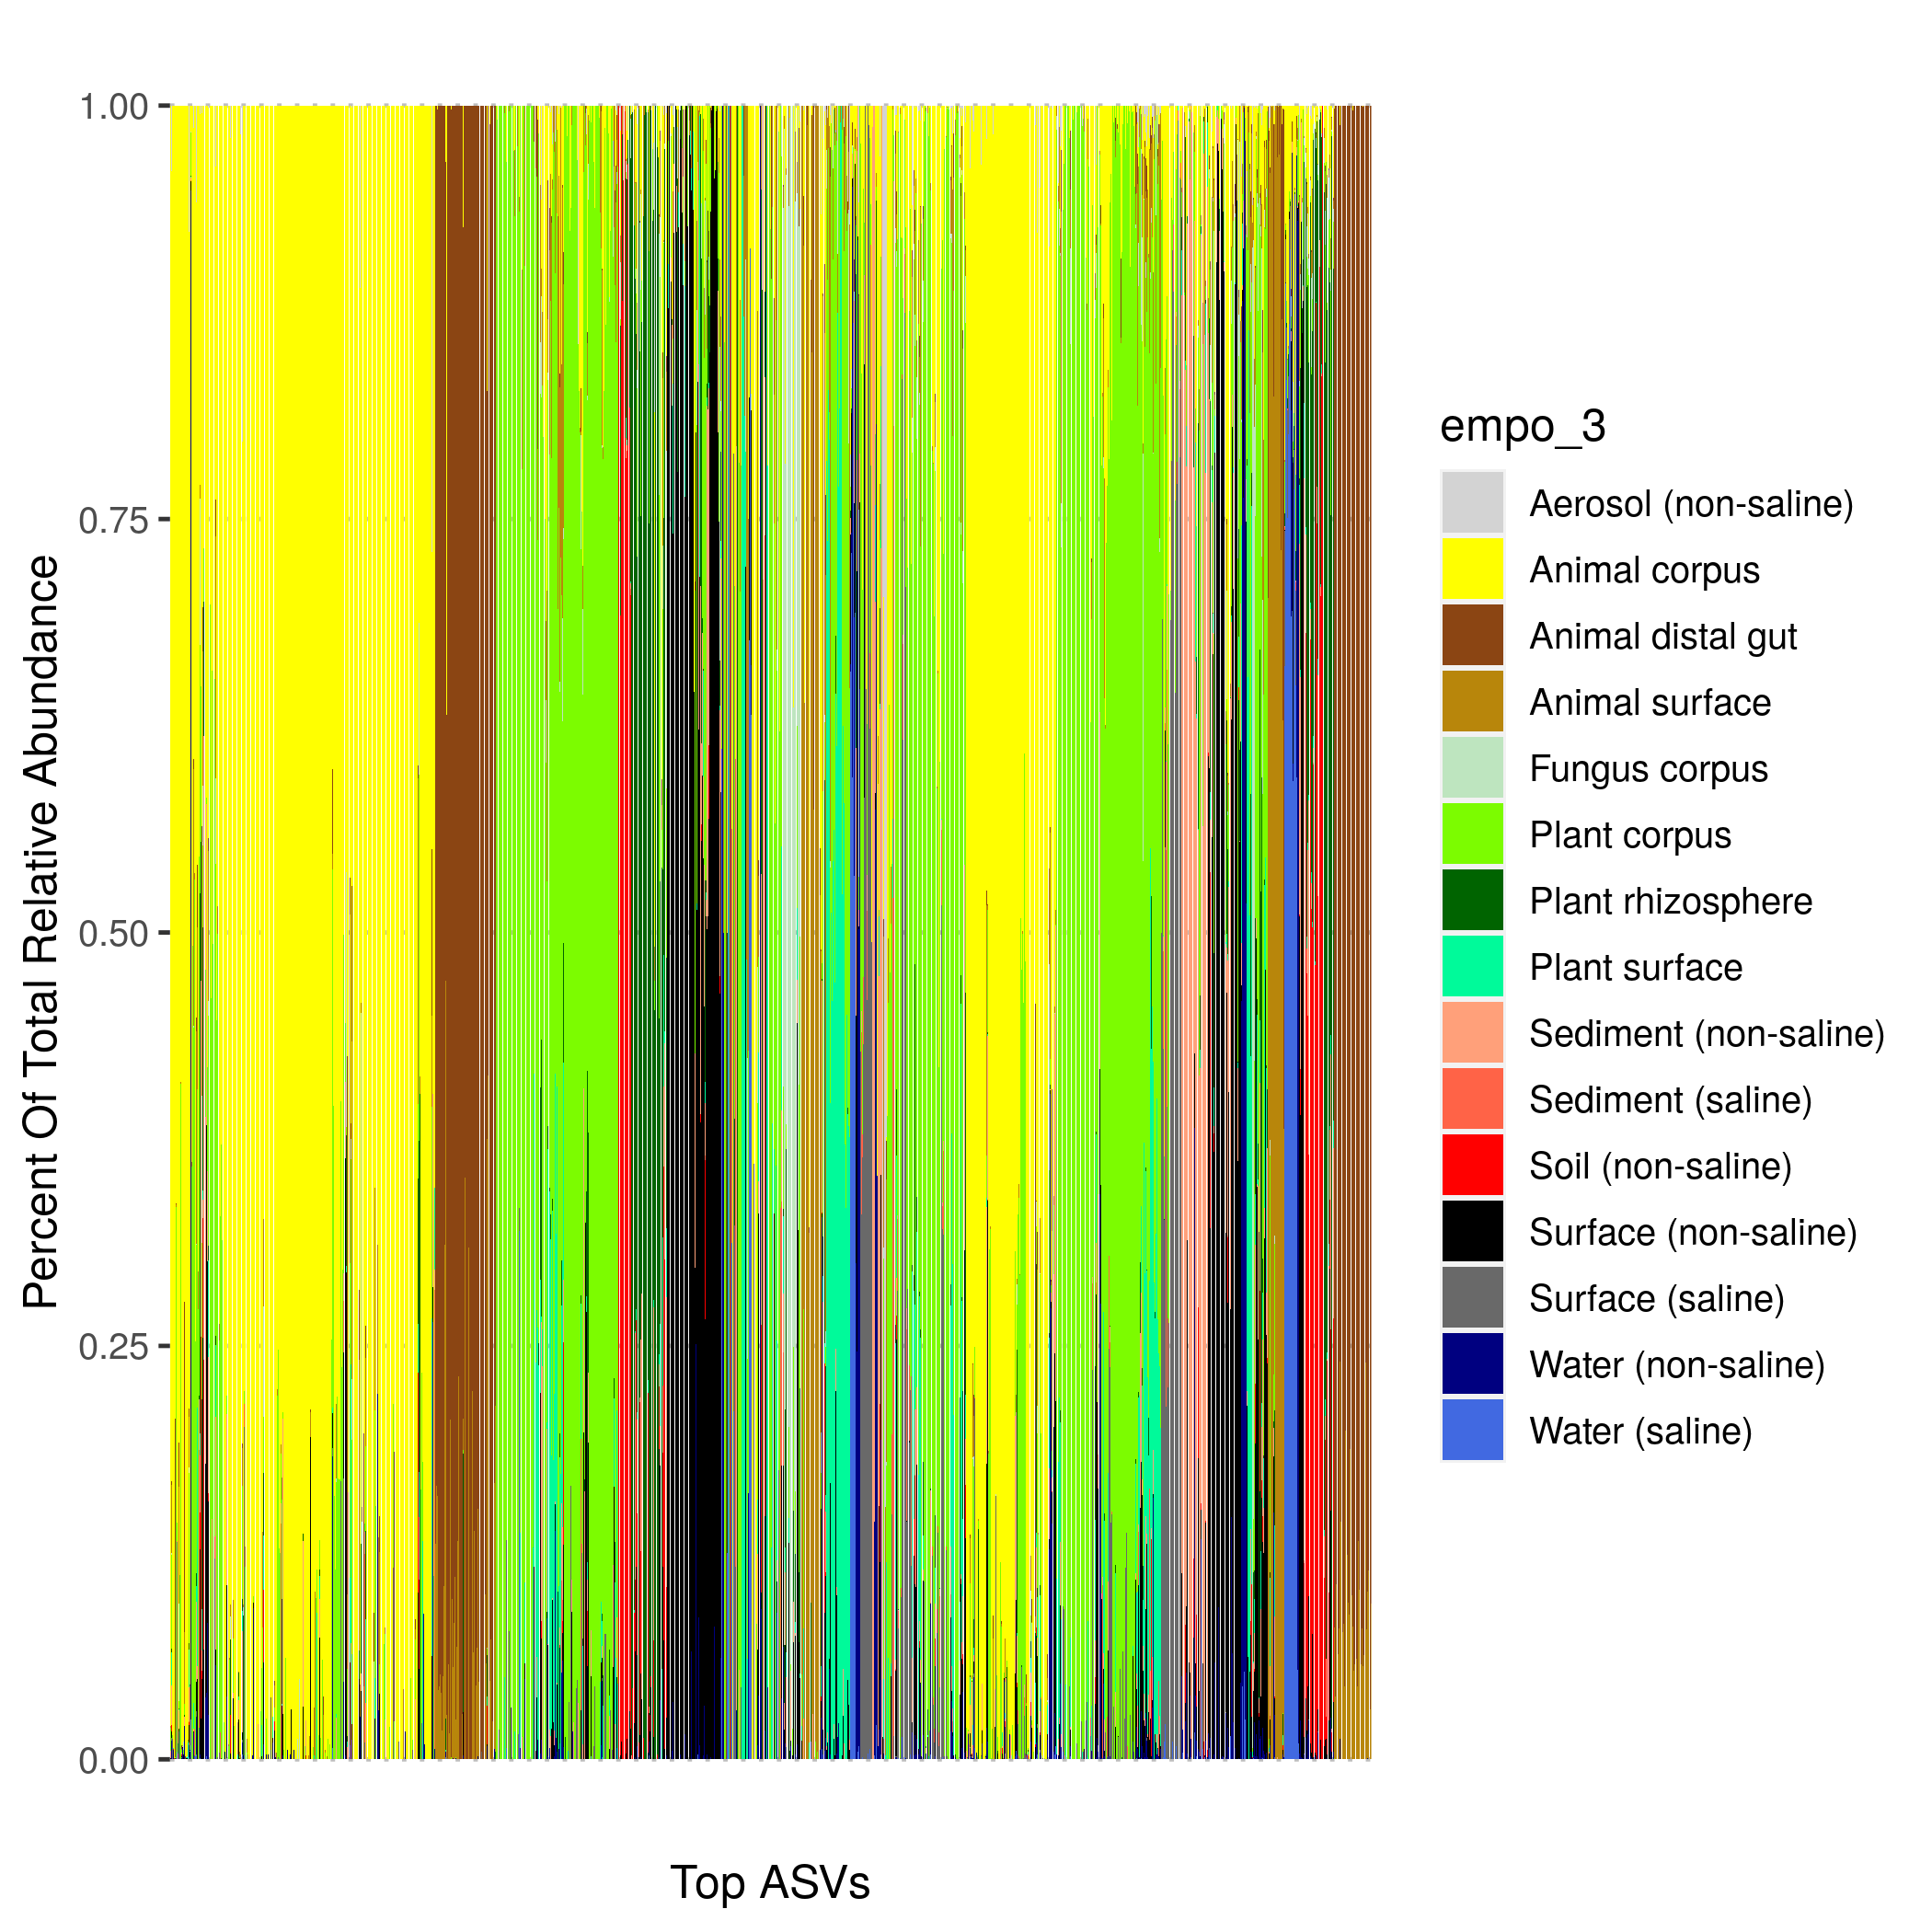 Percent Of Total Relative Abundance
1.00
0.75
0.50
0.25
0.00
Top ASVs
empo_3
Aerosol (non-saline)
Animal corpus
Animal distal gut
Animal surface
Fungus corpus
Plant corpus
Plant rhizosphere
Plant surface
Sediment (non-saline)
Sediment (saline)
Soil (non-saline)
Surface (non-saline)
Surface (saline)
Water (non-saline)
Water (saline)